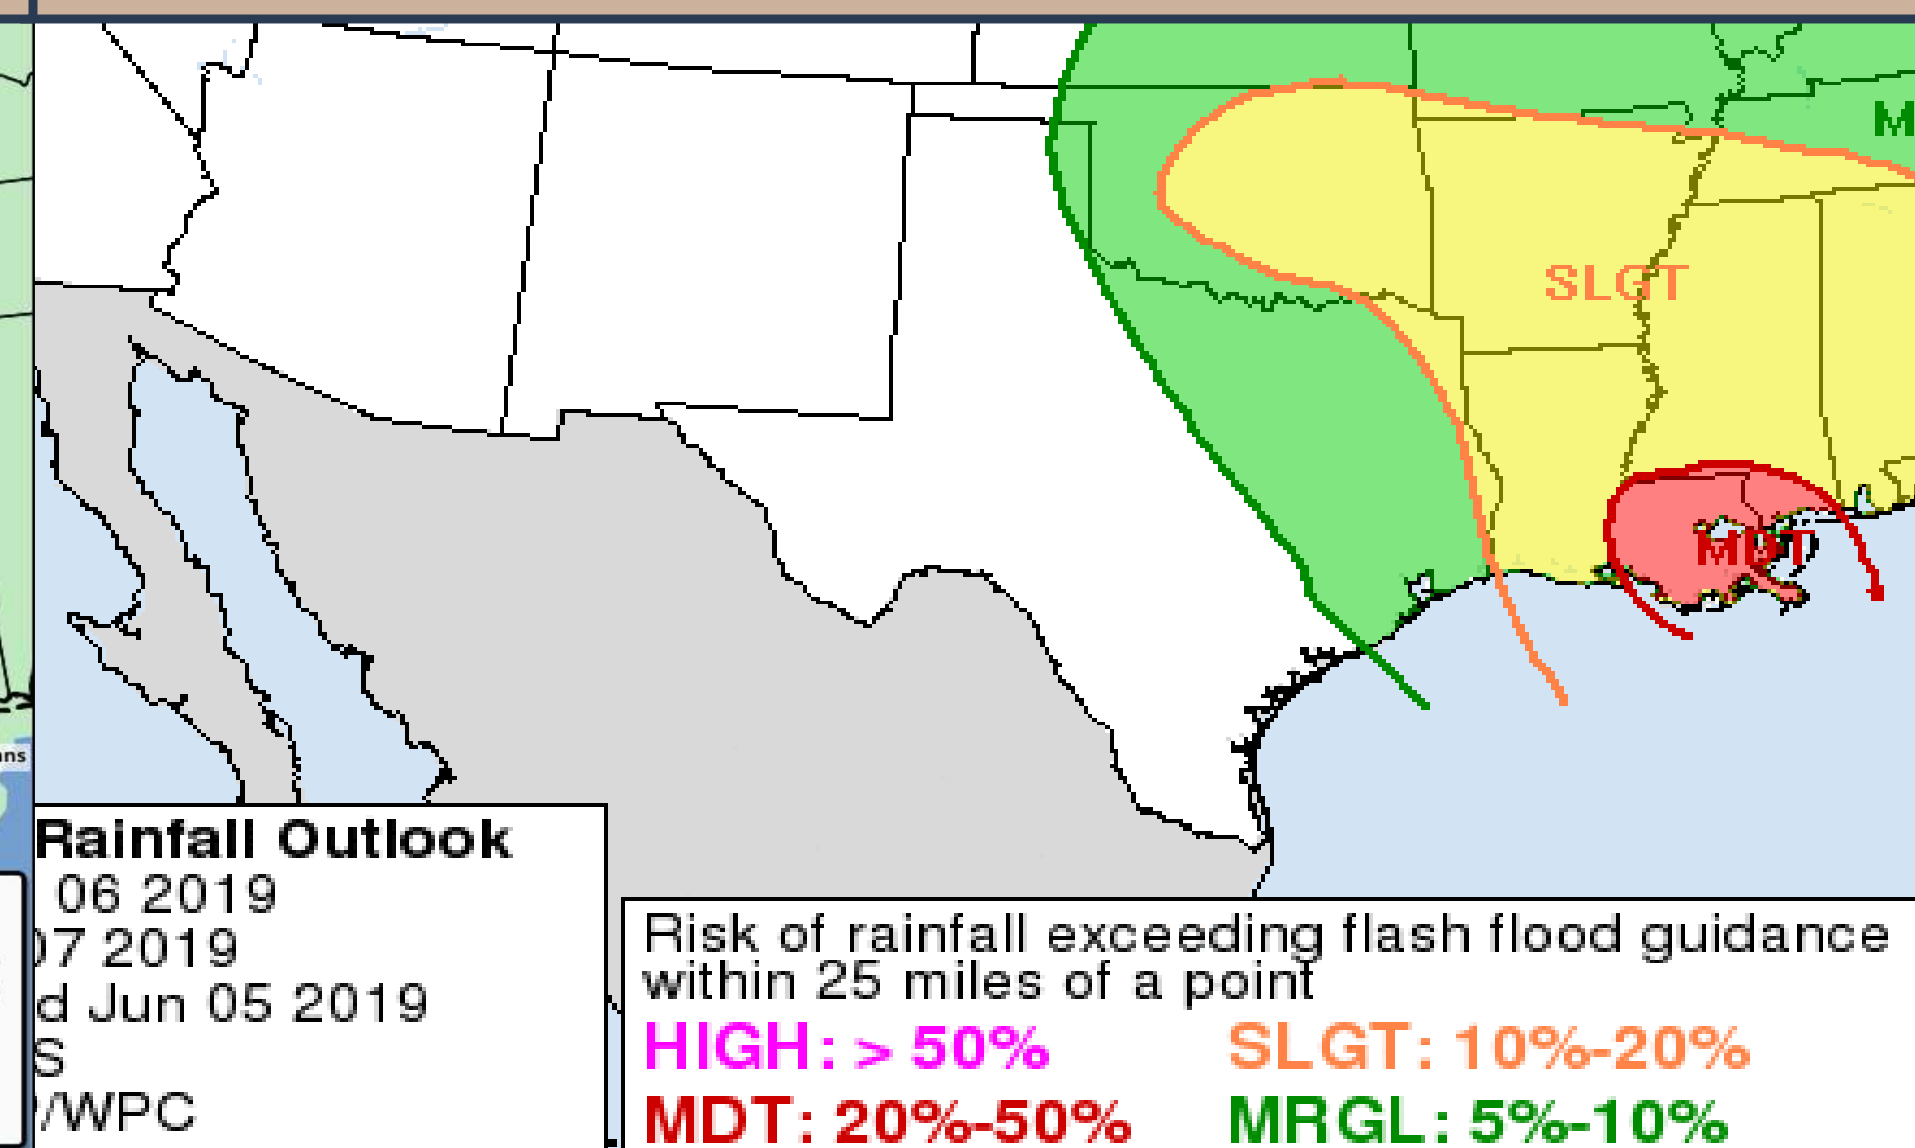 M
SLGT
MDT
ns
Rainfall Outlook
06 2019
07 2019
d Jun 05 2019
S
/WPC
Risk of rainfall exceeding flash flood guidance
within 25 miles of a point
HIGH: > 50%
SLGT: 10%-20%
MDT: 20%-50%
MRGL: 5%-10%